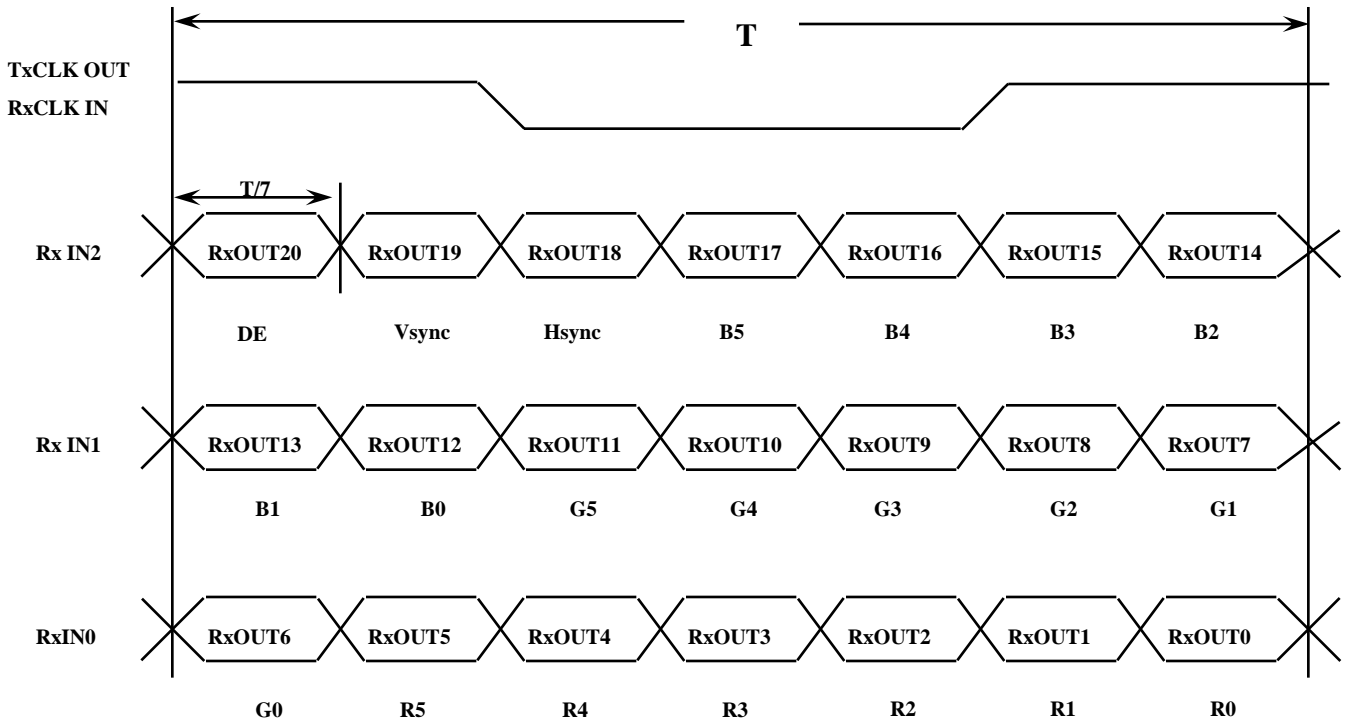 T
TxCLK OUT
RxCLK IN
T/7
Rx IN2 RxOUT20 RxOUT19 RxOUT18 RxOUT17 RxOUT16 RxOUT15 RxOUT14
DE Vsync Hsync B5 B4 B3 B2
Rx IN1 RxOUT13 RxOUT12 RxOUT11 RxOUT10 RxOUT9 RxOUT8 RxOUT7
B1 B0 G5 G4 G3 G2 G1
RxIN0 RxOUT6 RxOUT5 RxOUT4 RxOUT3 RxOUT2 RxOUT1 RxOUT0
G0 R5 R4 R3 R2 R1 R0